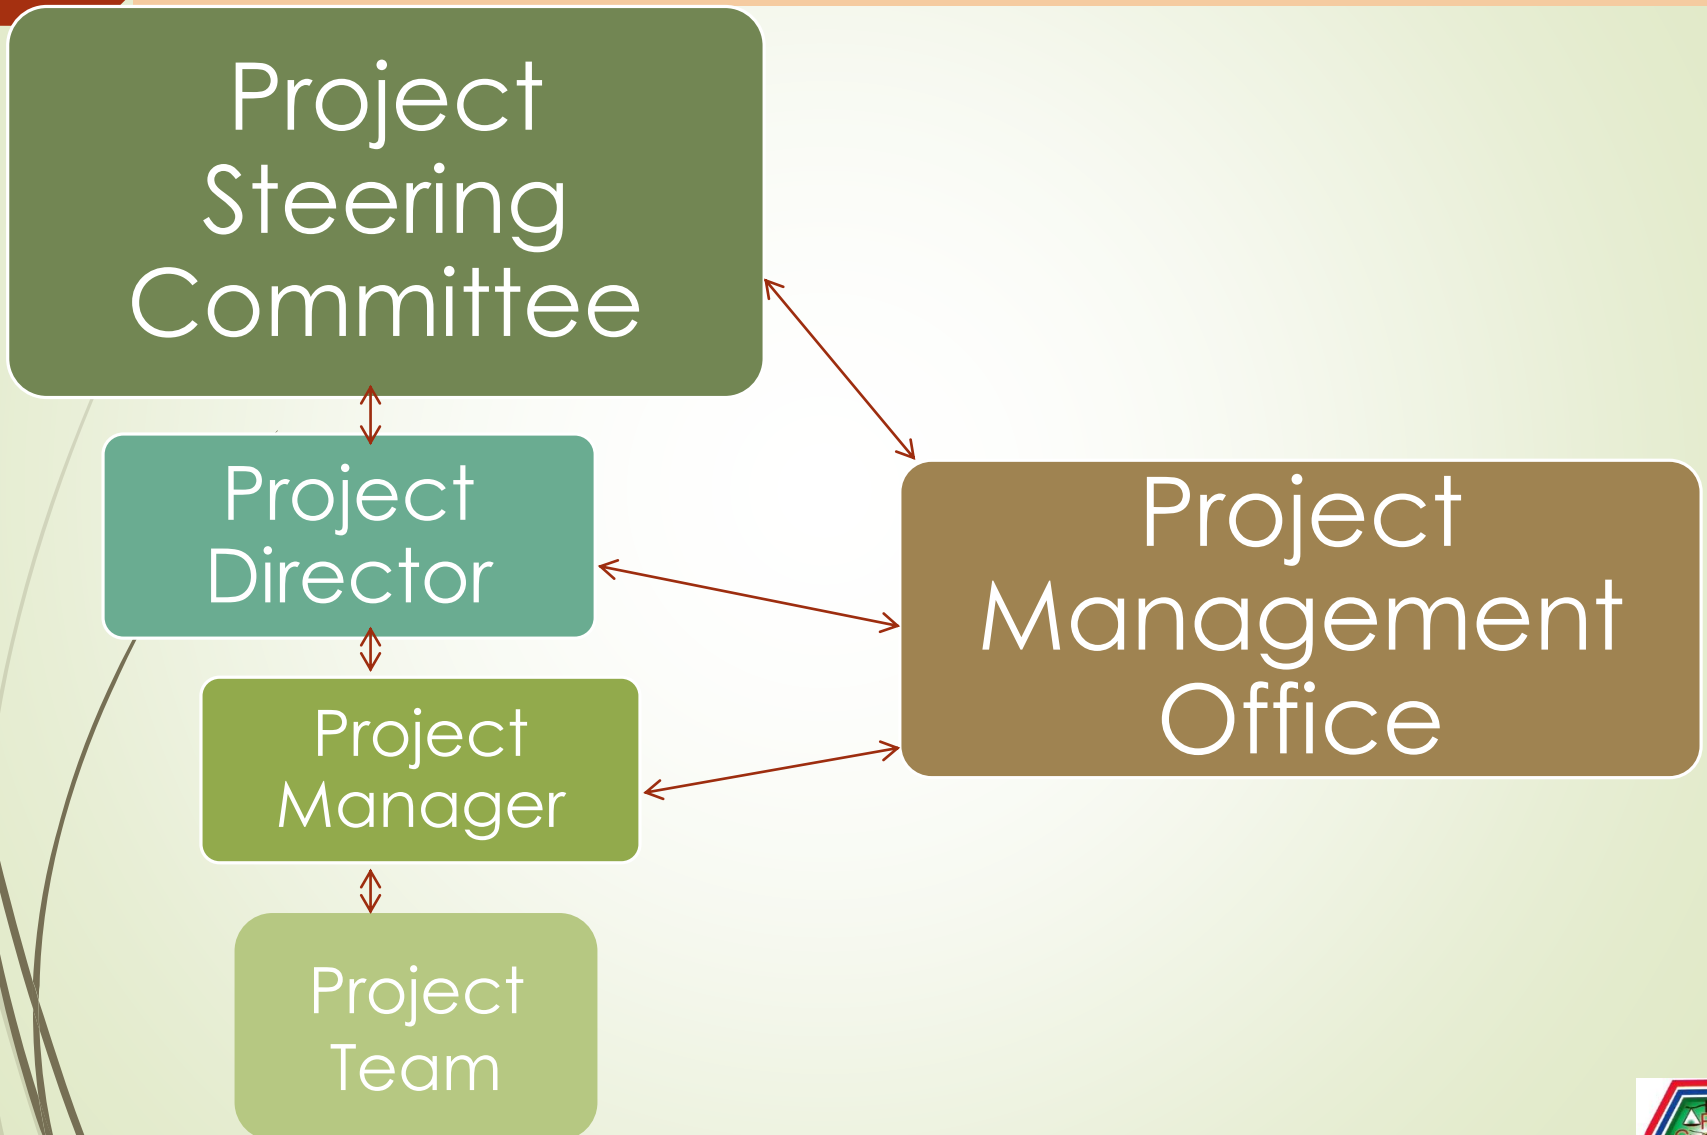 Project
Steering
Committee
Project
Director
Project
Management
Office
Project
Manager
Project
Team